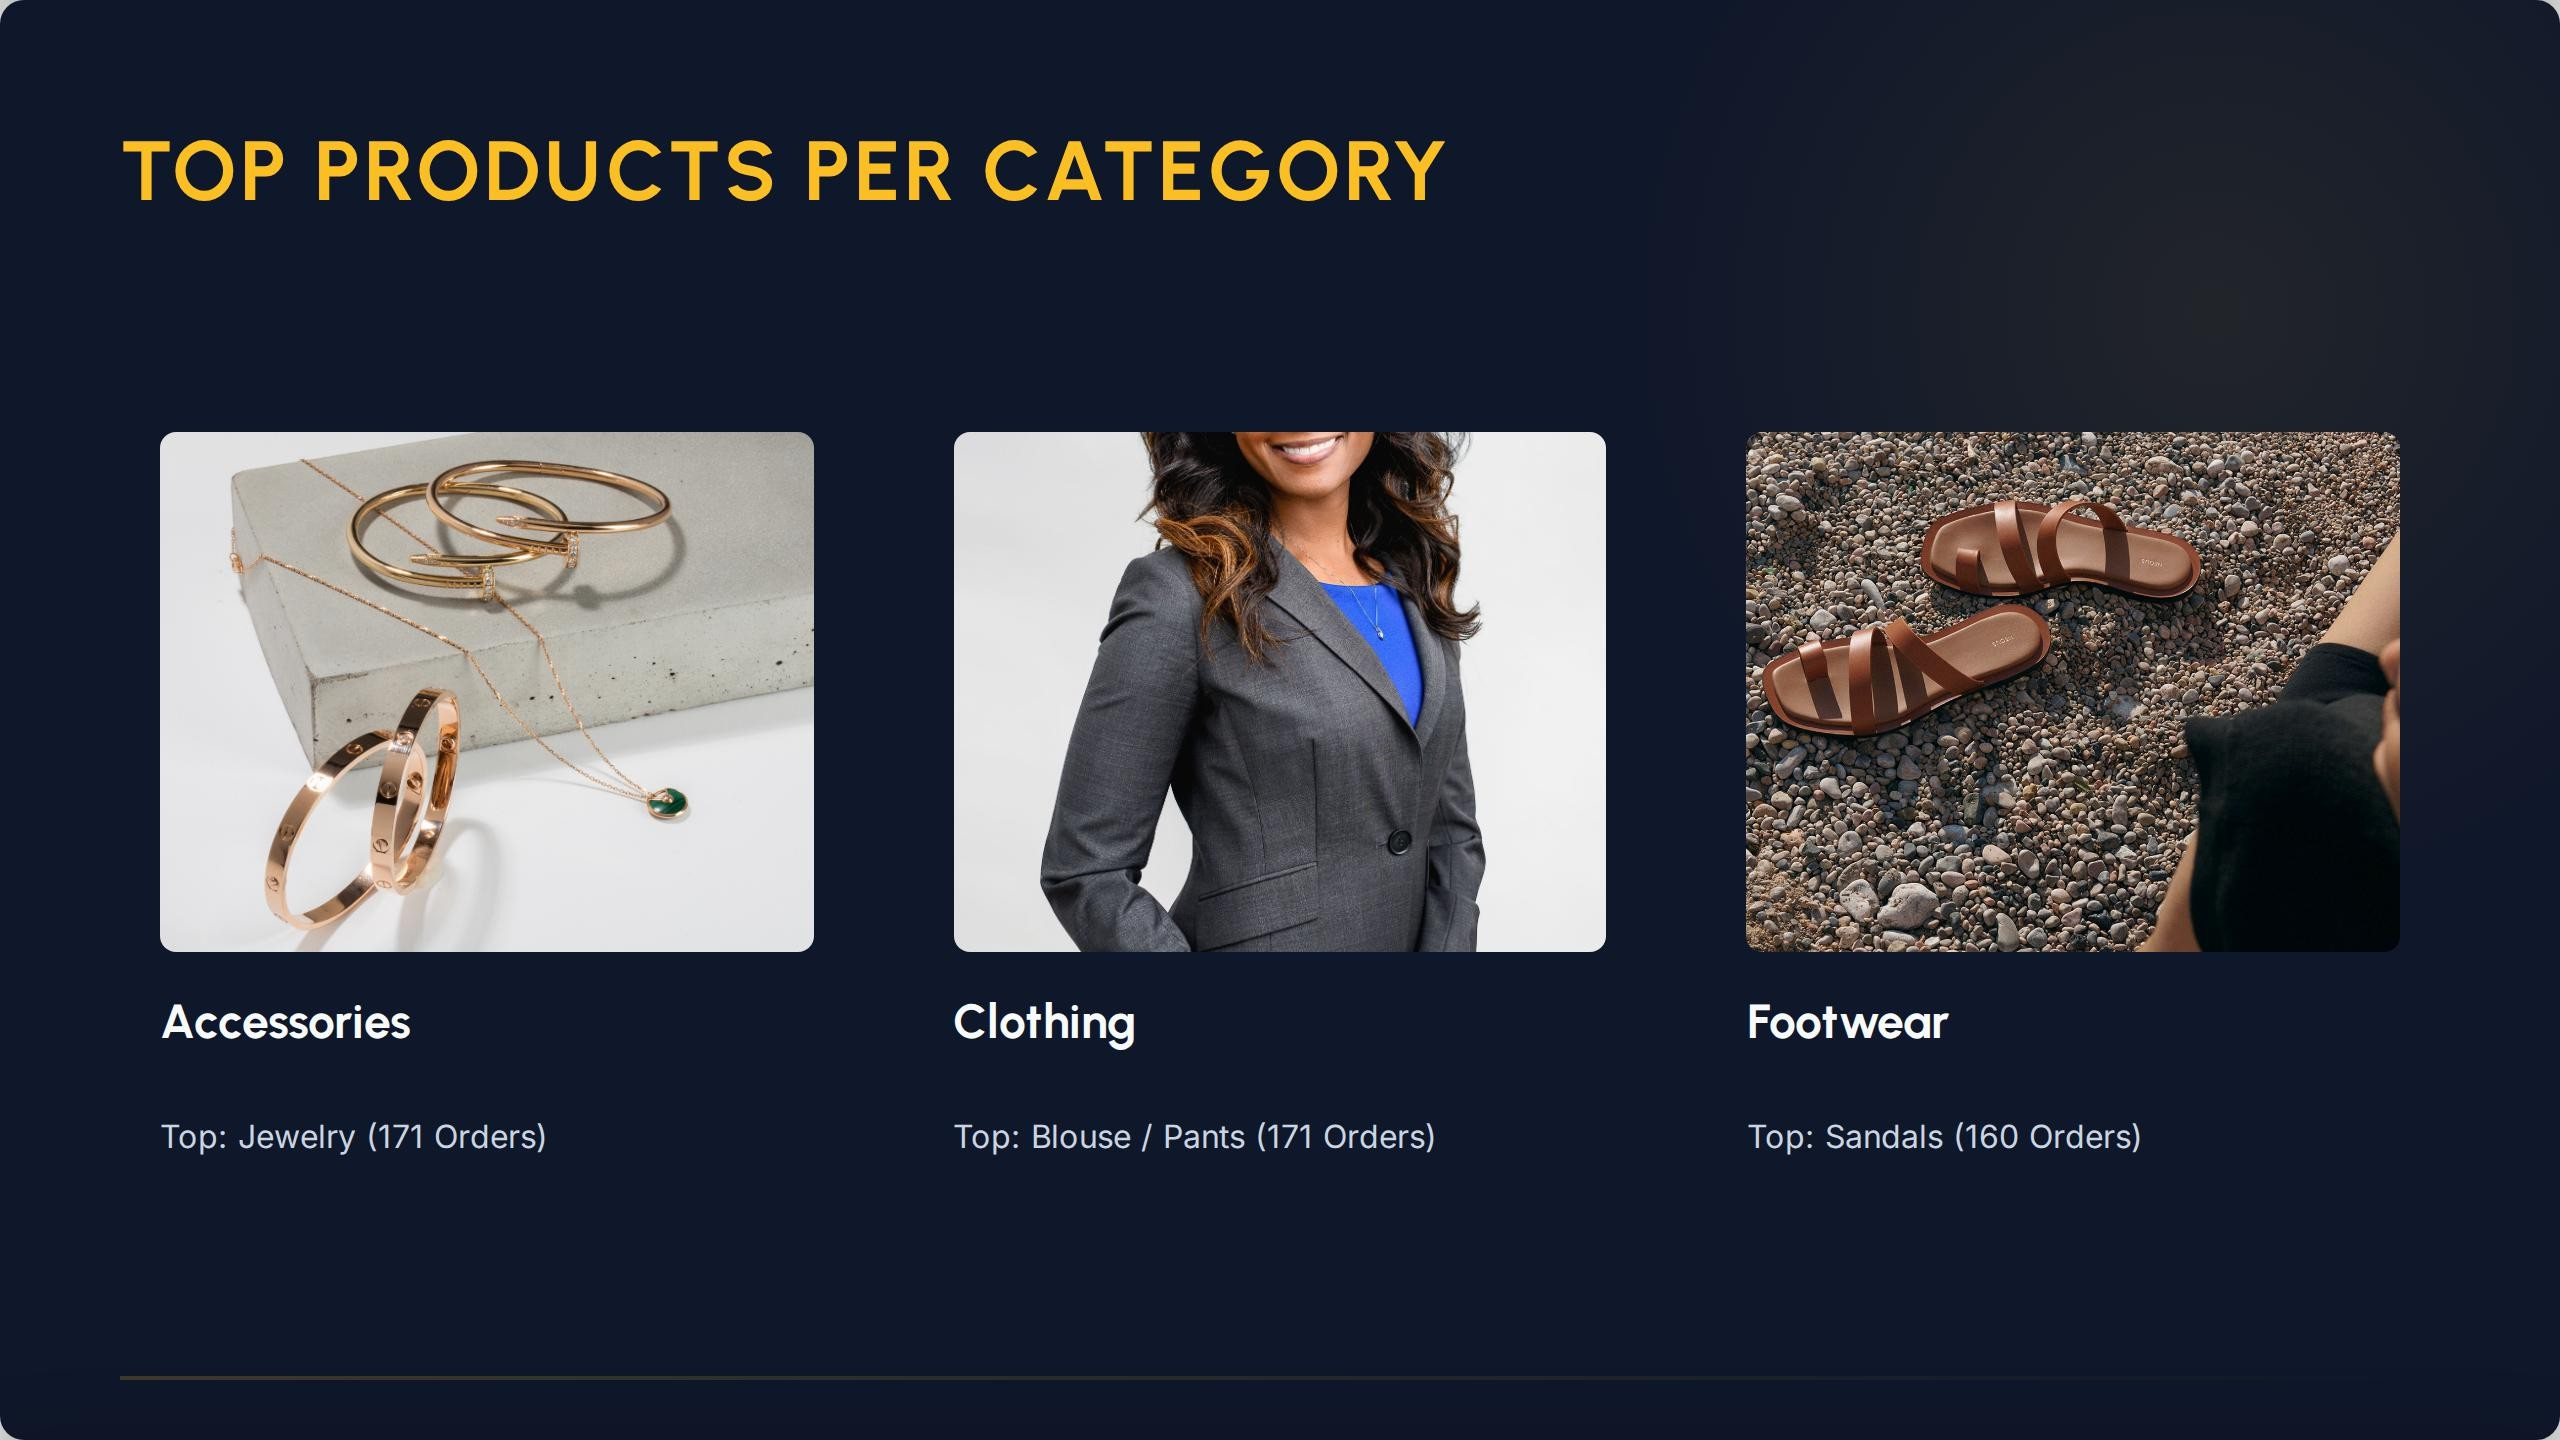 TOP PRODUCTS PER CATEGORY
Accessories
Clothing
Footwear
Top: Jewelry (171 Orders)
Top: Blouse / Pants (171 Orders)
Top: Sandals (160 Orders)